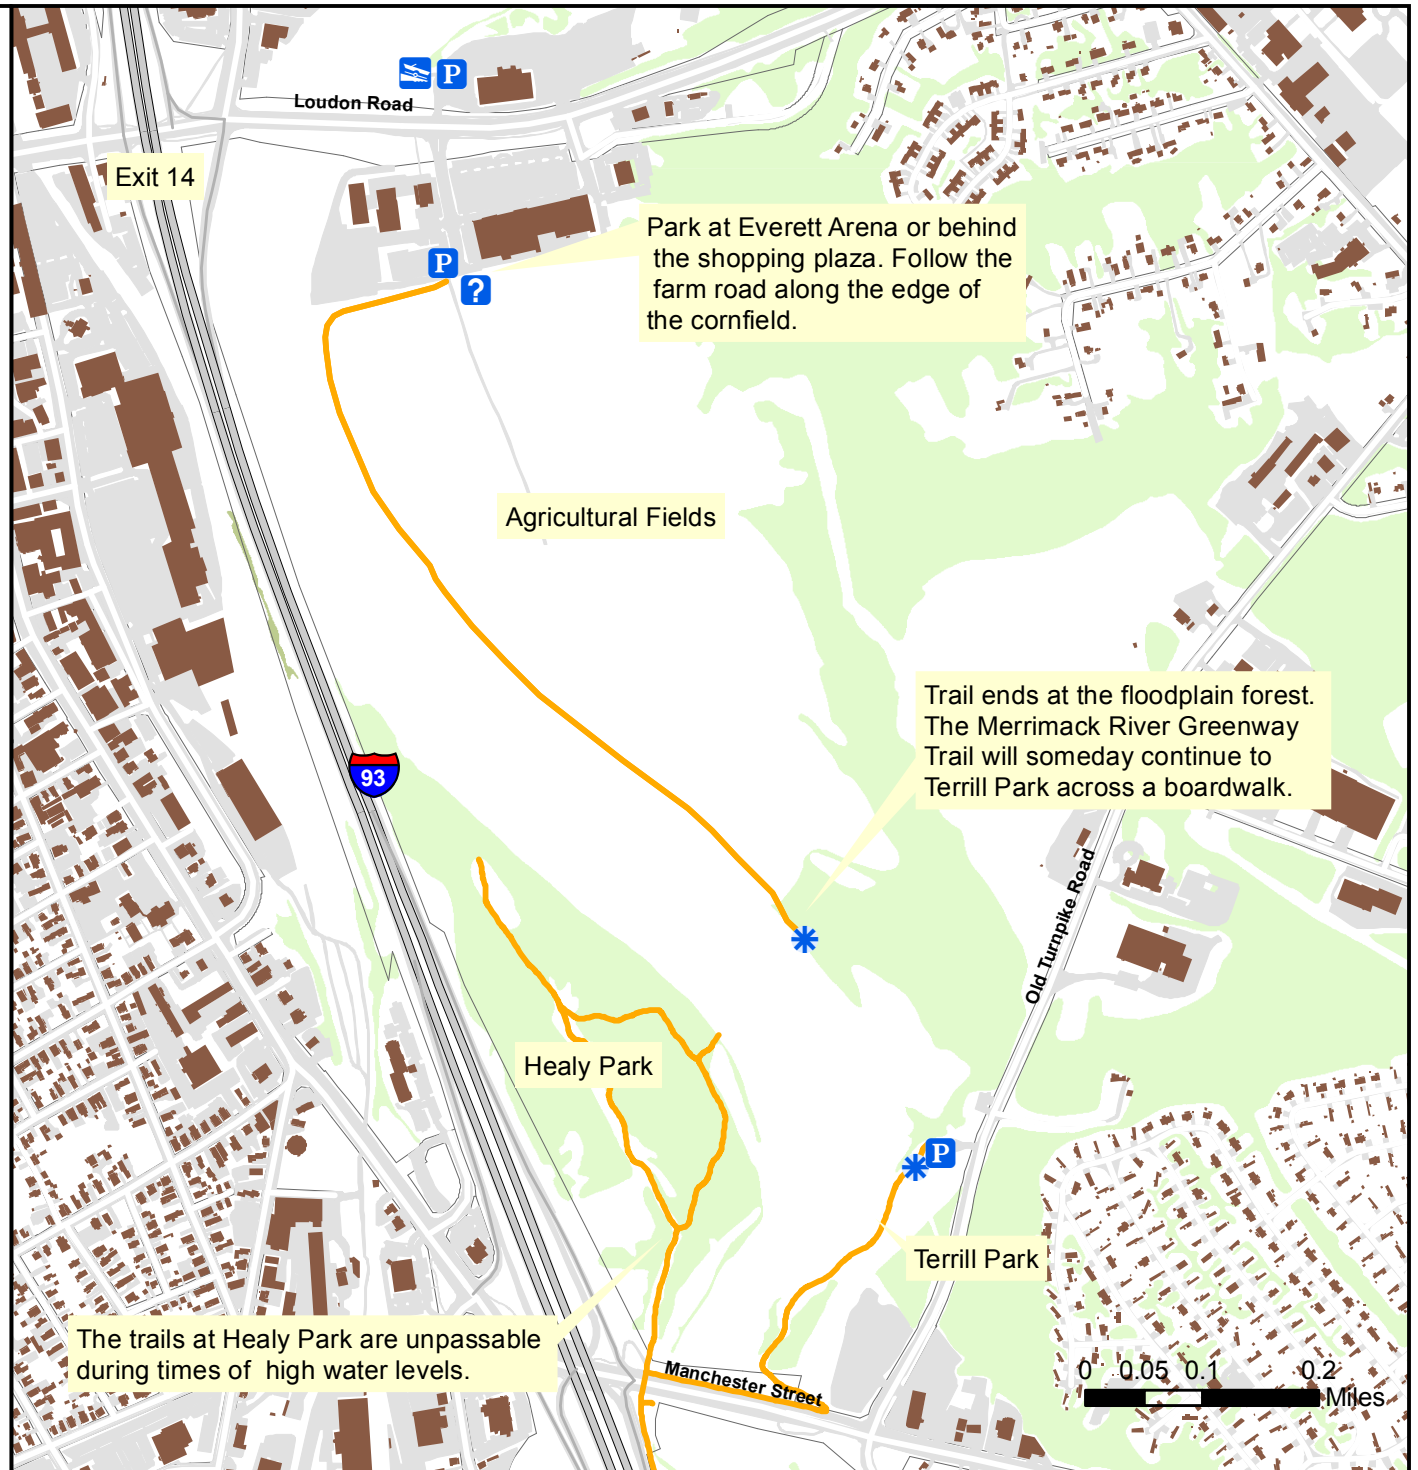 P
Loudon Road
Exit 14
Park at Everett Arena or behind
the shopping plaza. Follow the
farm road along the edge of
the cornfield.
P
?
Agricultural Fields
Trail ends at the floodplain forest.
The Merrimack River Greenway
Trail will someday continue to
Terrill Park across a boardwalk.
93
Old Turnpike Road
Healy Park
P
Terrill Park
The trails at Healy Park are unpassable
during times of  high water levels.
Manchester Street
0 0.05 0.1 0.2
Miles